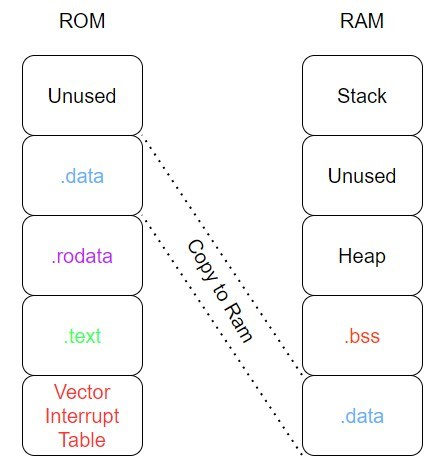 ROM
Unused
.data
.rodata
.text
Vector
Interrupt
Table
Copy to Ram
RAM
Stack
Unused
Heap
.bss
.data